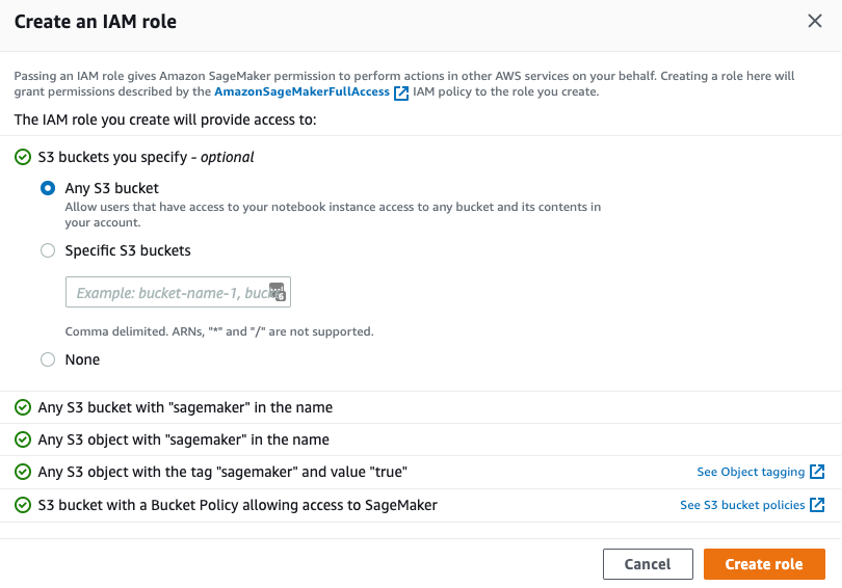 Create an IAM role
Passing an IAM role gives Amazon SageMaker permission to perform actions in other AWS services on your behalf. Creating a role here will
grant permissions described by the AmazonSageMakerFullAccess IAM policy to the role you create.
The IAM role you create will provide access to:
S3 buckets you specify - optional
Any S3 bucket
Allow users that have access to your notebook instance access to any bucket and its contents in
your account.
Specific S3 buckets
Example: bucket-name-1, buc
Comma delimited. ARNs, "*" and "/" are not supported.
None
Any S3 bucket with "sagemaker" in the name
Any S3 object with "sagemaker" in the name
Any S3 object with the tag "sagemaker" and value "true" See Object tagging
S3 bucket with a Bucket Policy allowing access to SageMaker See S3 bucket policies
Cancel Create role